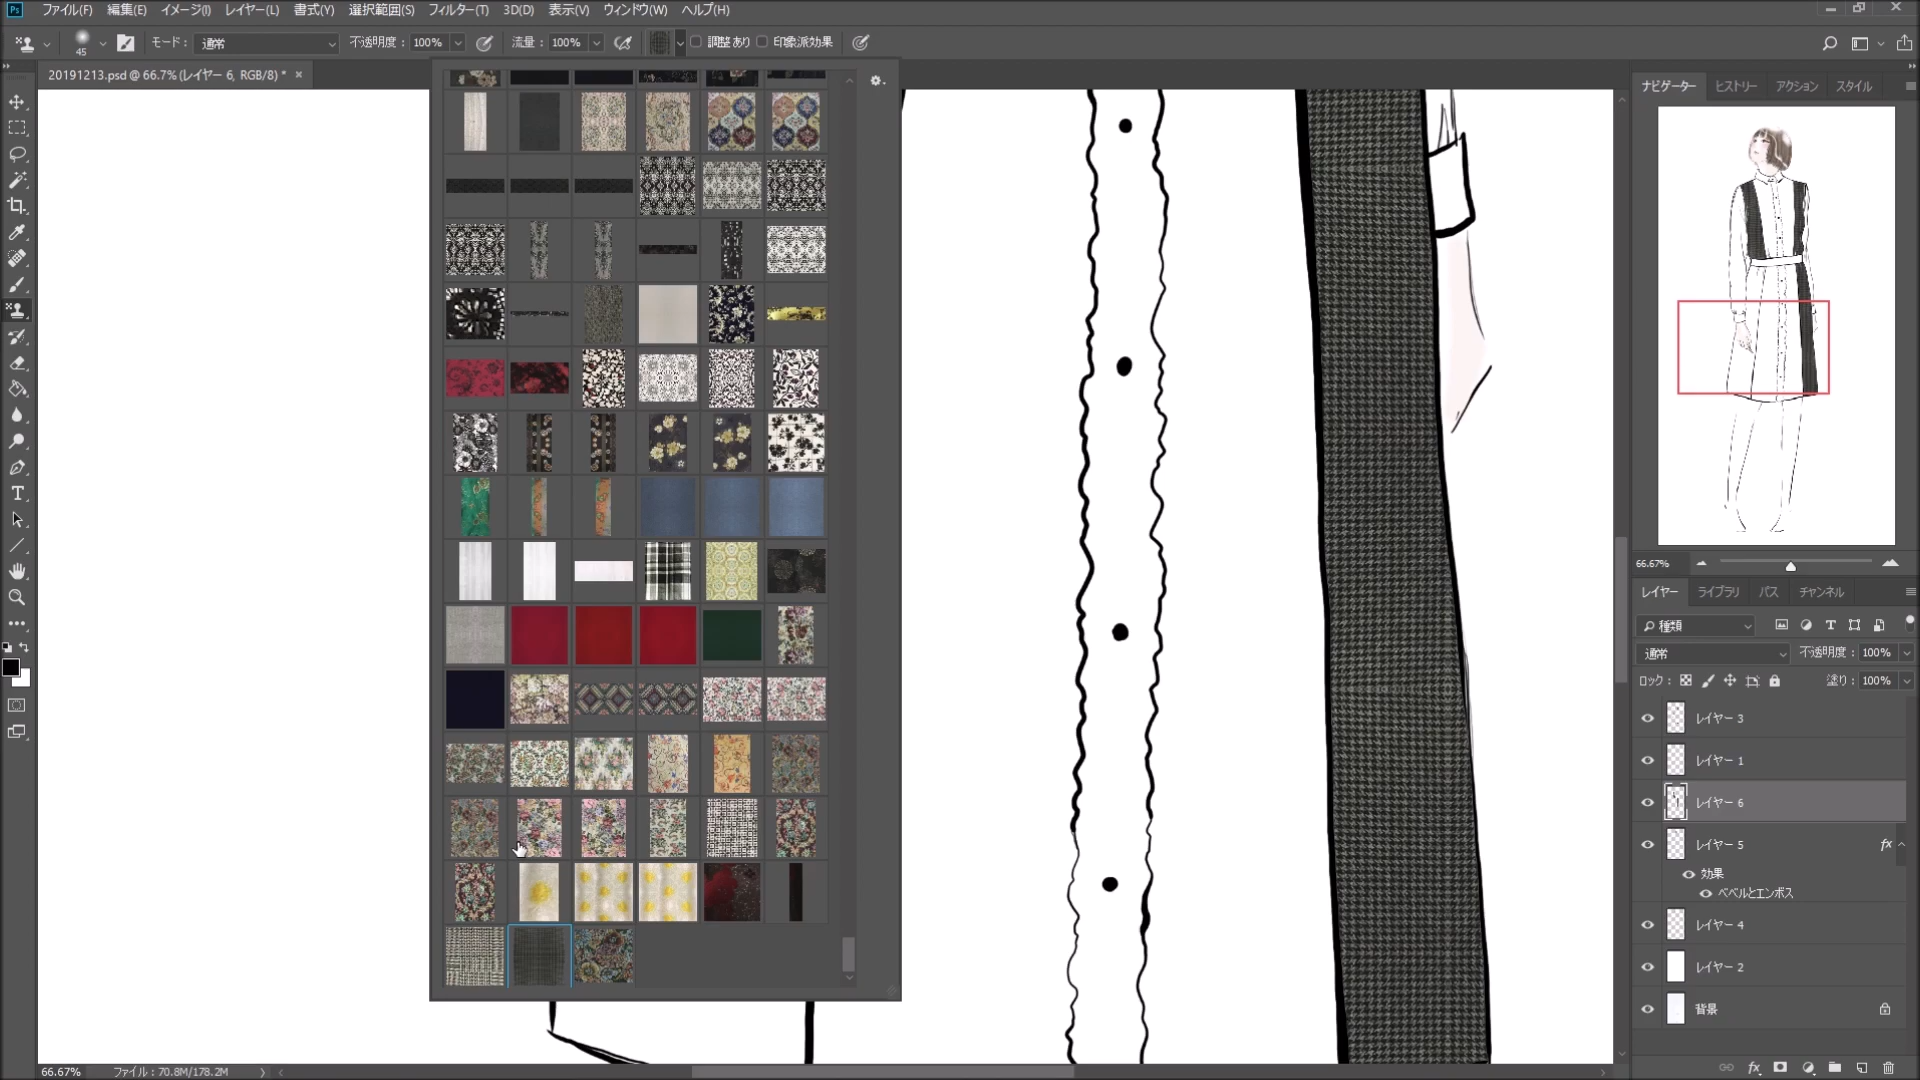 Ps ファイル(F) 編集(E) イメージ(I) レイヤー(L) 書式(Y) 選択範囲(S) フィルター(T) 3D(D) 表示(V) ウィンドウ(W) ヘルプ(H)
45 モード： 通常 不透明度： 100% 流量： 100% 調整あり 印象派効果
20191213.psd @ 66.7% (レイヤー 6, RGB/8) * ×
ナビゲーター ヒストリー アクション スタイル
66.67%
レイヤー ライブラリ パス チャンネル
種類
通常 不透明度： 100%
ロック： 塗り： 100%
レイヤー 3
レイヤー 1
レイヤー 6
レイヤー 5 fx
効果
ベベルとエンボス
レイヤー 4
レイヤー 2
背景
66.67% ファイル : 70.8M/178.2M
fx